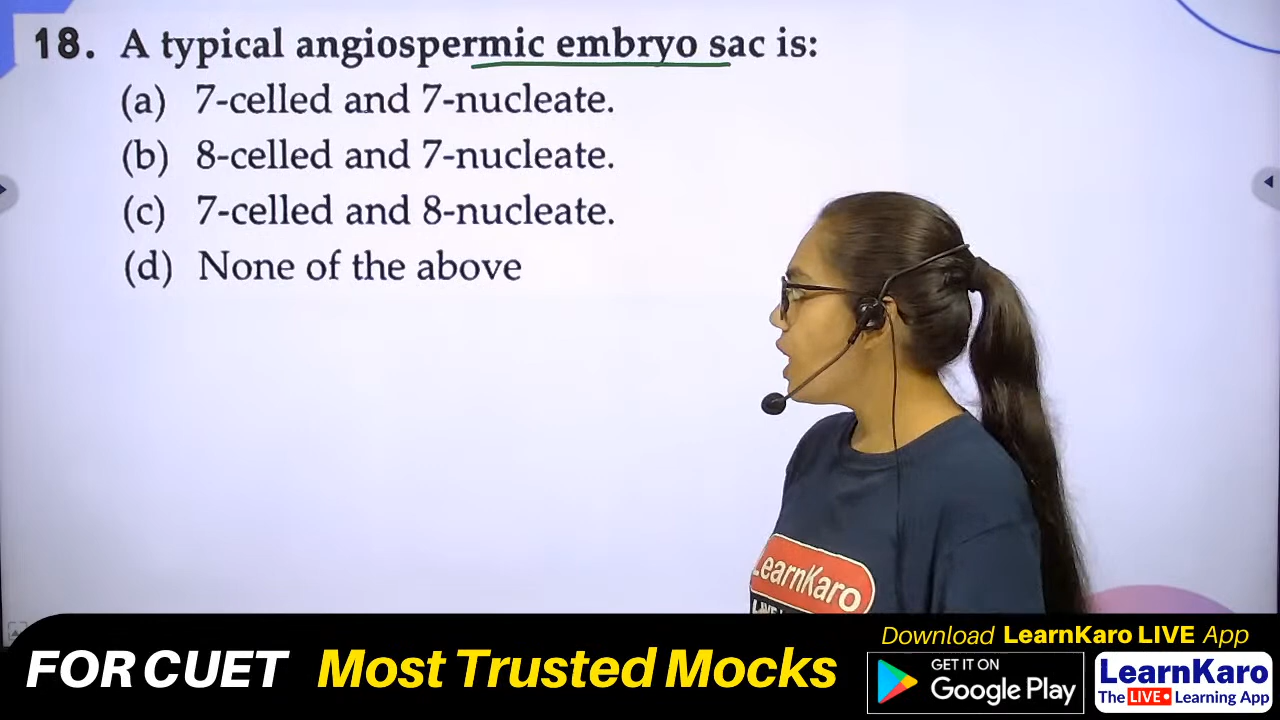 18. A typical angiospermic embryo sac is:
(a) 7-celled and 7-nucleate.
(b) 8-celled and 7-nucleate.
(c) 7-celled and 8-nucleate.
(d) None of the above
LearnKaro
FOR CUET Most Trusted Mocks
Download LearnKaro LIVE App
GET IT ON
Google Play
LearnKaro
The LIVE Learning App